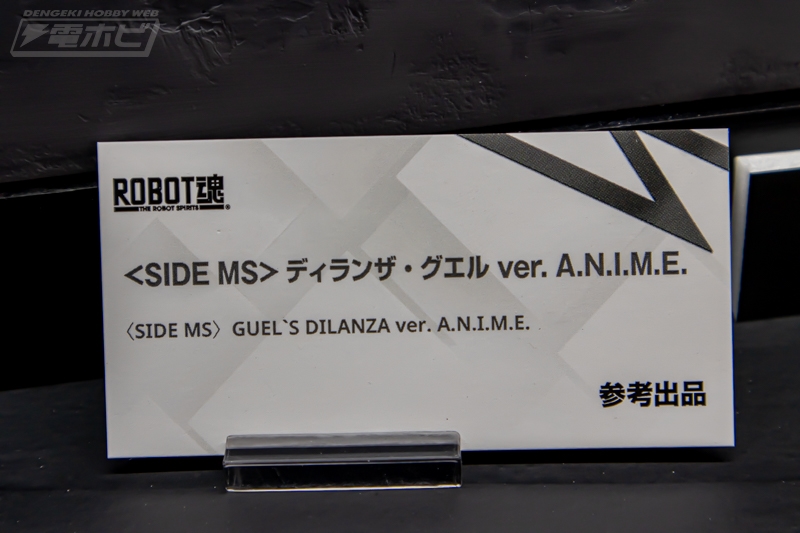 DENGEKI HOBBY WEB
電ホビ
ROBOT魂
THE ROBOT SPIRITS
®
<SIDE MS> ディランザ・グエル ver. A.N.I.M.E.
〈SIDE MS〉 GUEL`S DILANZA ver. A.N.I.M.E.
参考出品